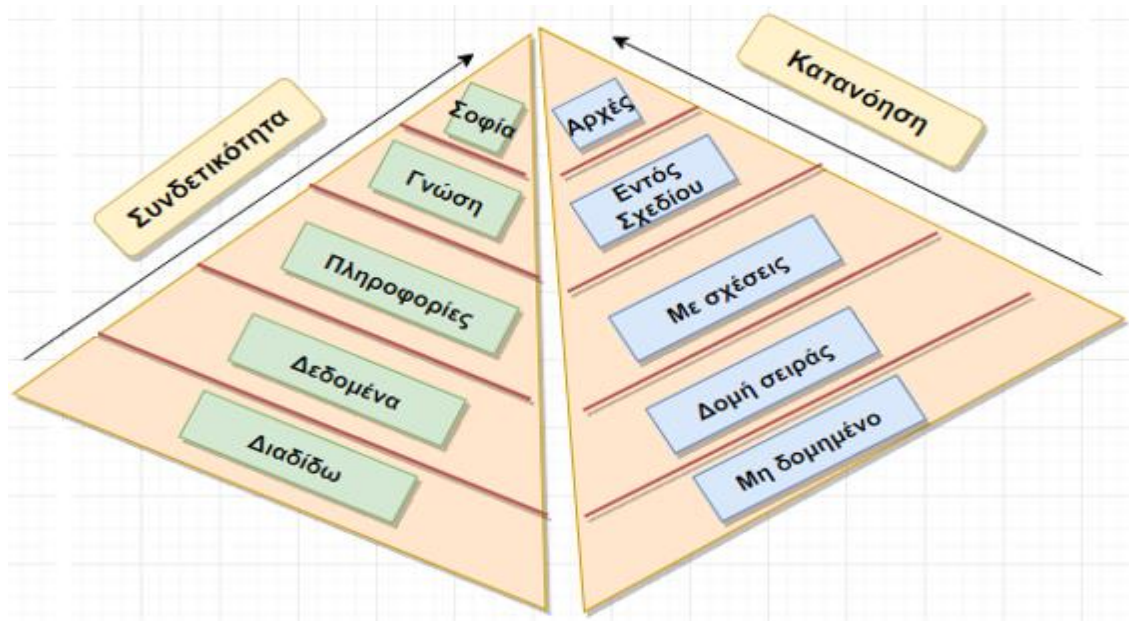 Συνδετικότητα
Κατανόηση
Σοφία
Γνώση
Πληροφορίες
Δεδομένα
Διαδίδω
Αρχές
Εντός
Σχεδίου
Με σχέσεις
Δομή σειράς
Μη δομημένο